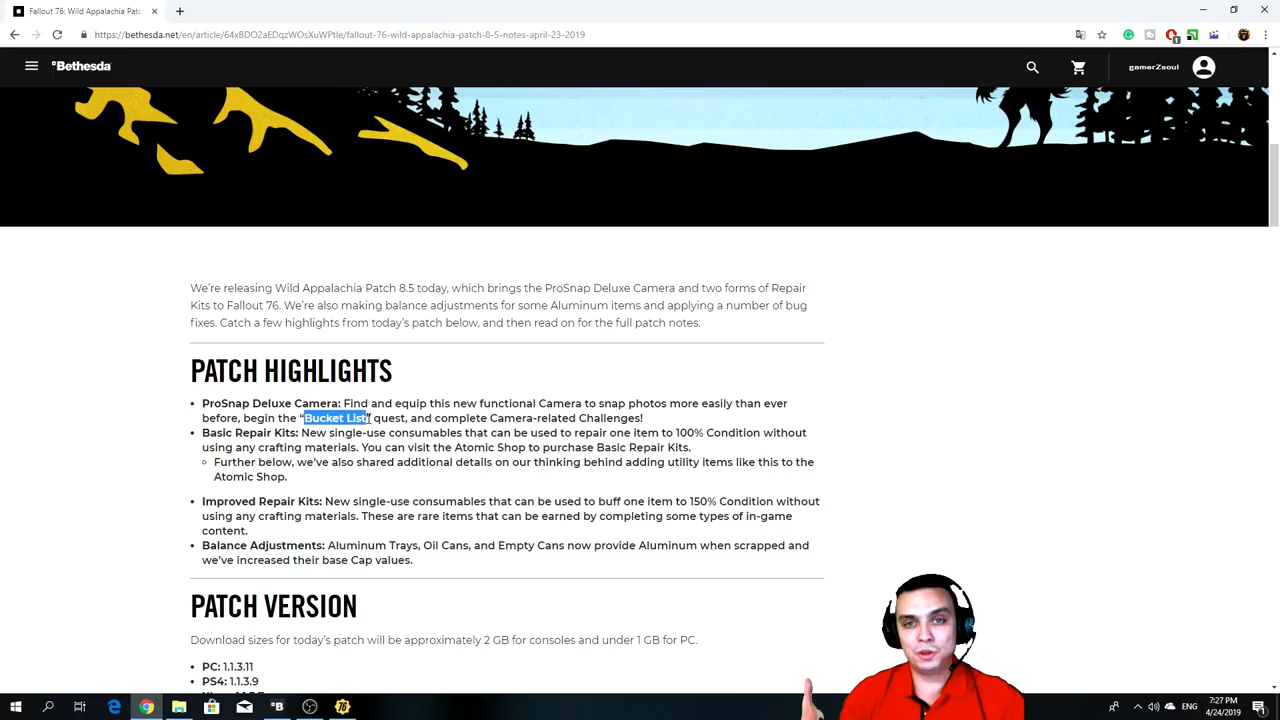 Fallout 76: Wild Appalachia Patch
https://bethesda.net/en/article/64xBDO2aEDqzWOsXuWPtIe/fallout-76-wild-appalachia-patch-8-5-notes-april-23-2019
1
Bethesda
gamerZsoul
We're releasing Wild Appalachia Patch 8.5 today, which brings the ProSnap Deluxe Camera and two forms of Repair
Kits to Fallout 76. We're also making balance adjustments for some Aluminum items and applying a number of bug
fixes. Catch a few highlights from today's patch below, and then read on for the full patch notes.
PATCH HIGHLIGHTS
• ProSnap Deluxe Camera: Find and equip this new functional Camera to snap photos more easily than ever
before, begin the “Bucket List” quest, and complete Camera-related Challenges!
• Basic Repair Kits: New single-use consumables that can be used to repair one item to 100% Condition without
using any crafting materials. You can visit the Atomic Shop to purchase Basic Repair Kits.
Further below, we've also shared additional details on our thinking behind adding utility items like this to the
Atomic Shop.
• Improved Repair Kits: New single-use consumables that can be used to buff one item to 150% Condition without
using any crafting materials. These are rare items that can be earned by completing some types of in-game
content.
• Balance Adjustments: Aluminum Trays, Oil Cans, and Empty Cans now provide Aluminum when scrapped and
we've increased their base Cap values.
PATCH VERSION
Download sizes for today's patch will be approximately 2 GB for consoles and under 1 GB for PC.
• PC: 1.1.3.11
• PS4: 1.1.3.9
B
76
ENG
7:27 PM
4/24/2019
1